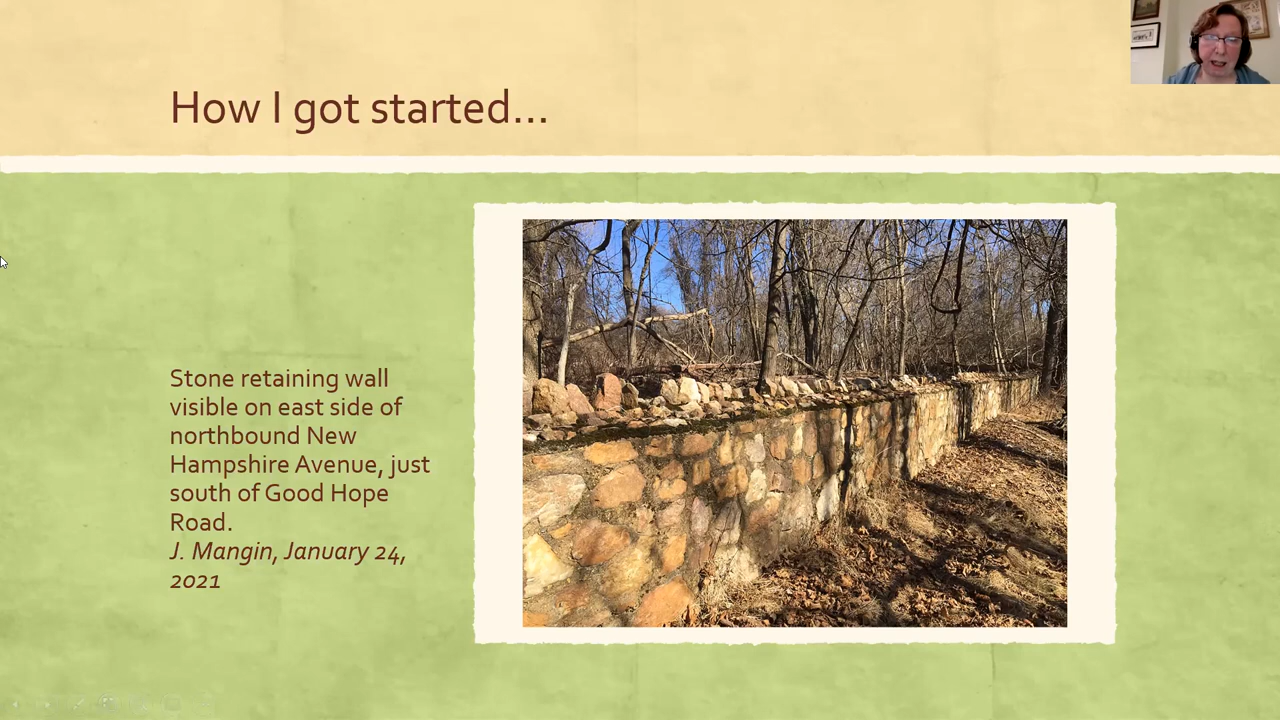 How I got started…
Stone retaining wall
visible on east side of
northbound New
Hampshire Avenue, just
south of Good Hope
Road.
J. Mangin, January 24,
2021